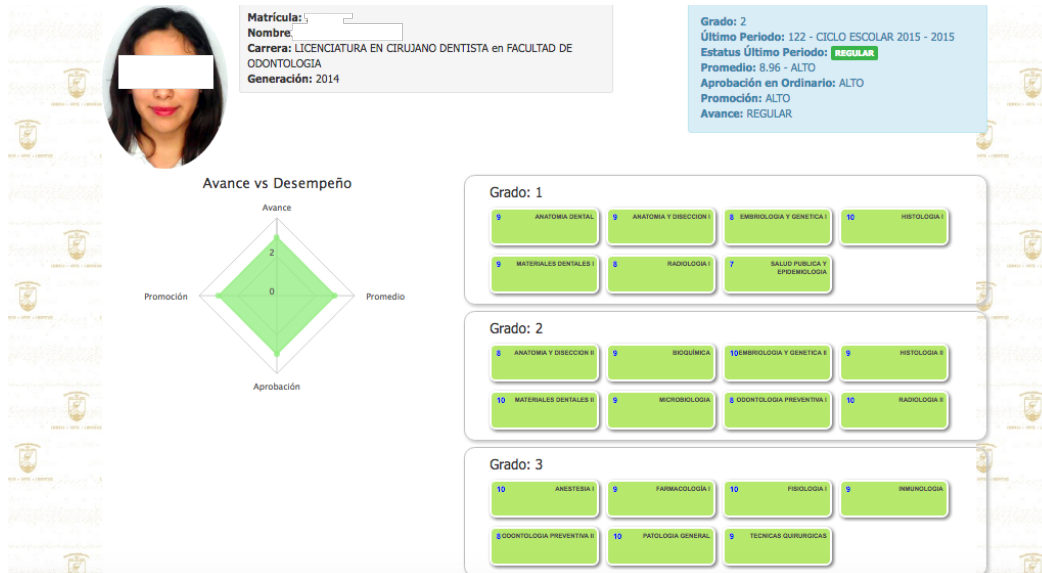 Matrícula:
Nombre:
Carrera: LICENCIATURA EN CIRUJANO DENTISTA en FACULTAD DE
ODONTOLOGIA
Generación: 2014
Grado: 2
Último Periodo: 122 - CICLO ESCOLAR 2015 - 2015
Estatus Último Periodo: REGULAR
Promedio: 8.96 - ALTO
Aprobación en Ordinario: ALTO
Promoción: ALTO
Avance: REGULAR
Avance vs Desempeño
Avance
2
0
Promoción
Promedio
Aprobación
Grado: 1
9 ANATOMIA DENTAL
9 ANATOMIA Y DISECCION I
8 EMBRIOLOGIA Y GENETICA I
10 HISTOLOGIA I
9 MATERIALES DENTALES I
8 RADIOLOGIA I
7 SALUD PUBLICA Y
EPIDEMIOLOGIA
Grado: 2
8 ANATOMIA Y DISECCION II
9 BIOQUÍMICA
10 EMBRIOLOGIA Y GENETICA II
9 HISTOLOGIA II
10 MATERIALES DENTALES II
9 MICROBIOLOGIA
8 ODONTOLOGIA PREVENTIVA I
10 RADIOLOGIA II
Grado: 3
10 ANESTESIA I
9 FARMACOLOGÍA I
10 FISIOLOGIA I
9 INMUNOLOGIA
8 ODONTOLOGIA PREVENTIVA II
10 PATOLOGIA GENERAL
9 TECNICAS QUIRURGICAS